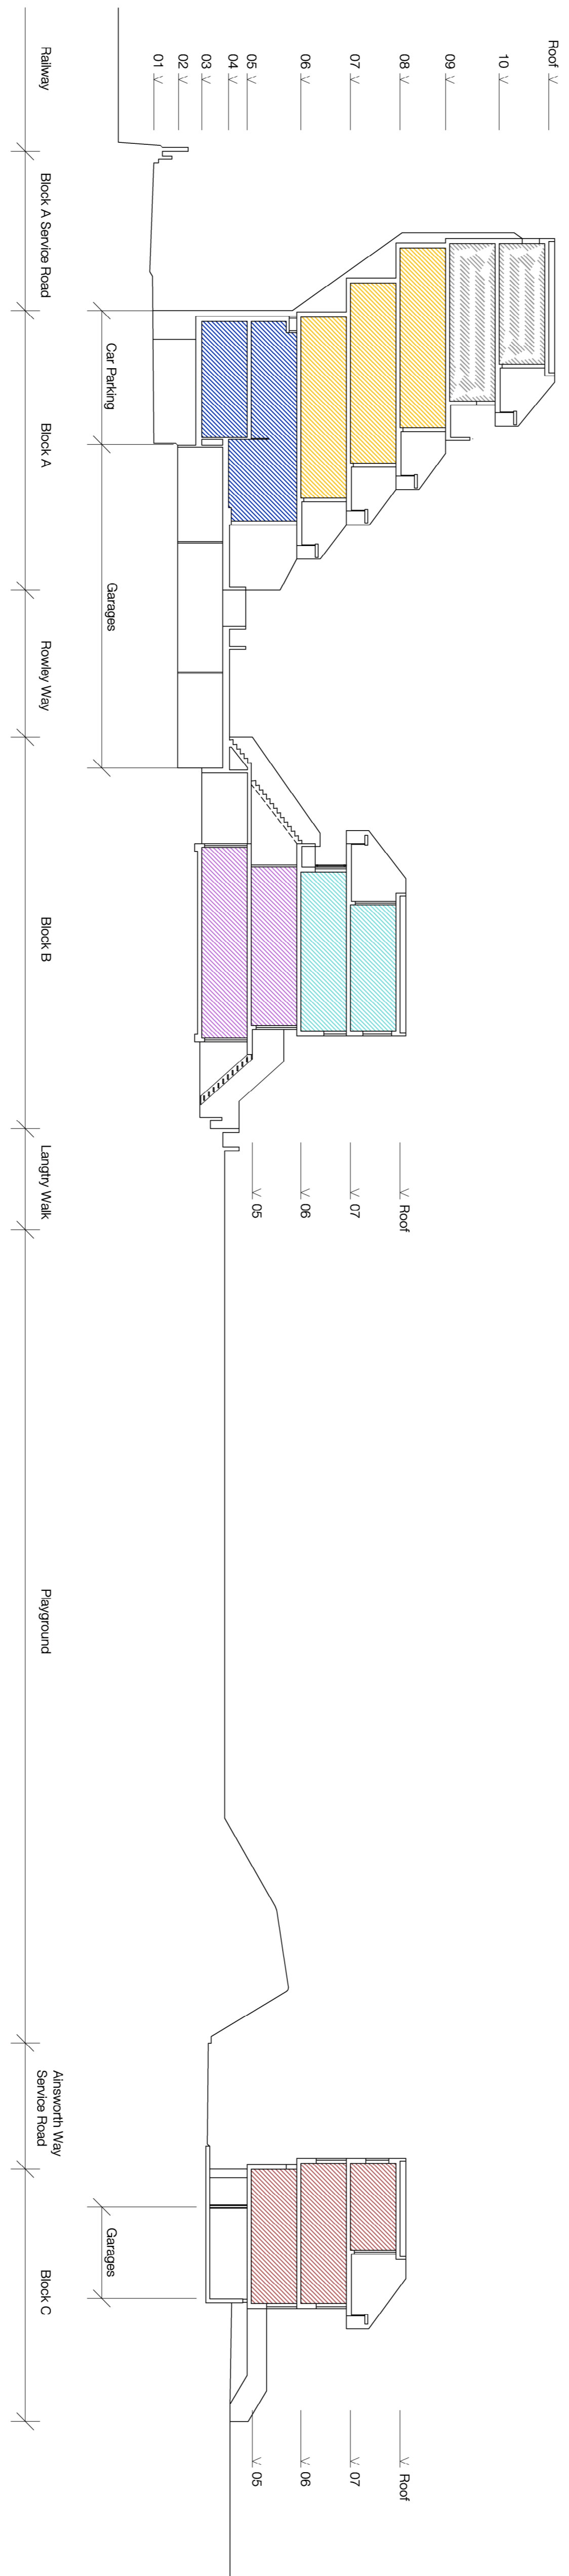 Roof
10
09
08
07
06
05
04
03
02
01
Roof
07
06
05
Roof
07
06
05
Car Parking
Garages
Garages
Railway
Block A Service Road
Block A
Rowley Way
Block B
Langtry Walk
Playground
Ainsworth Way
Service Road
Block C